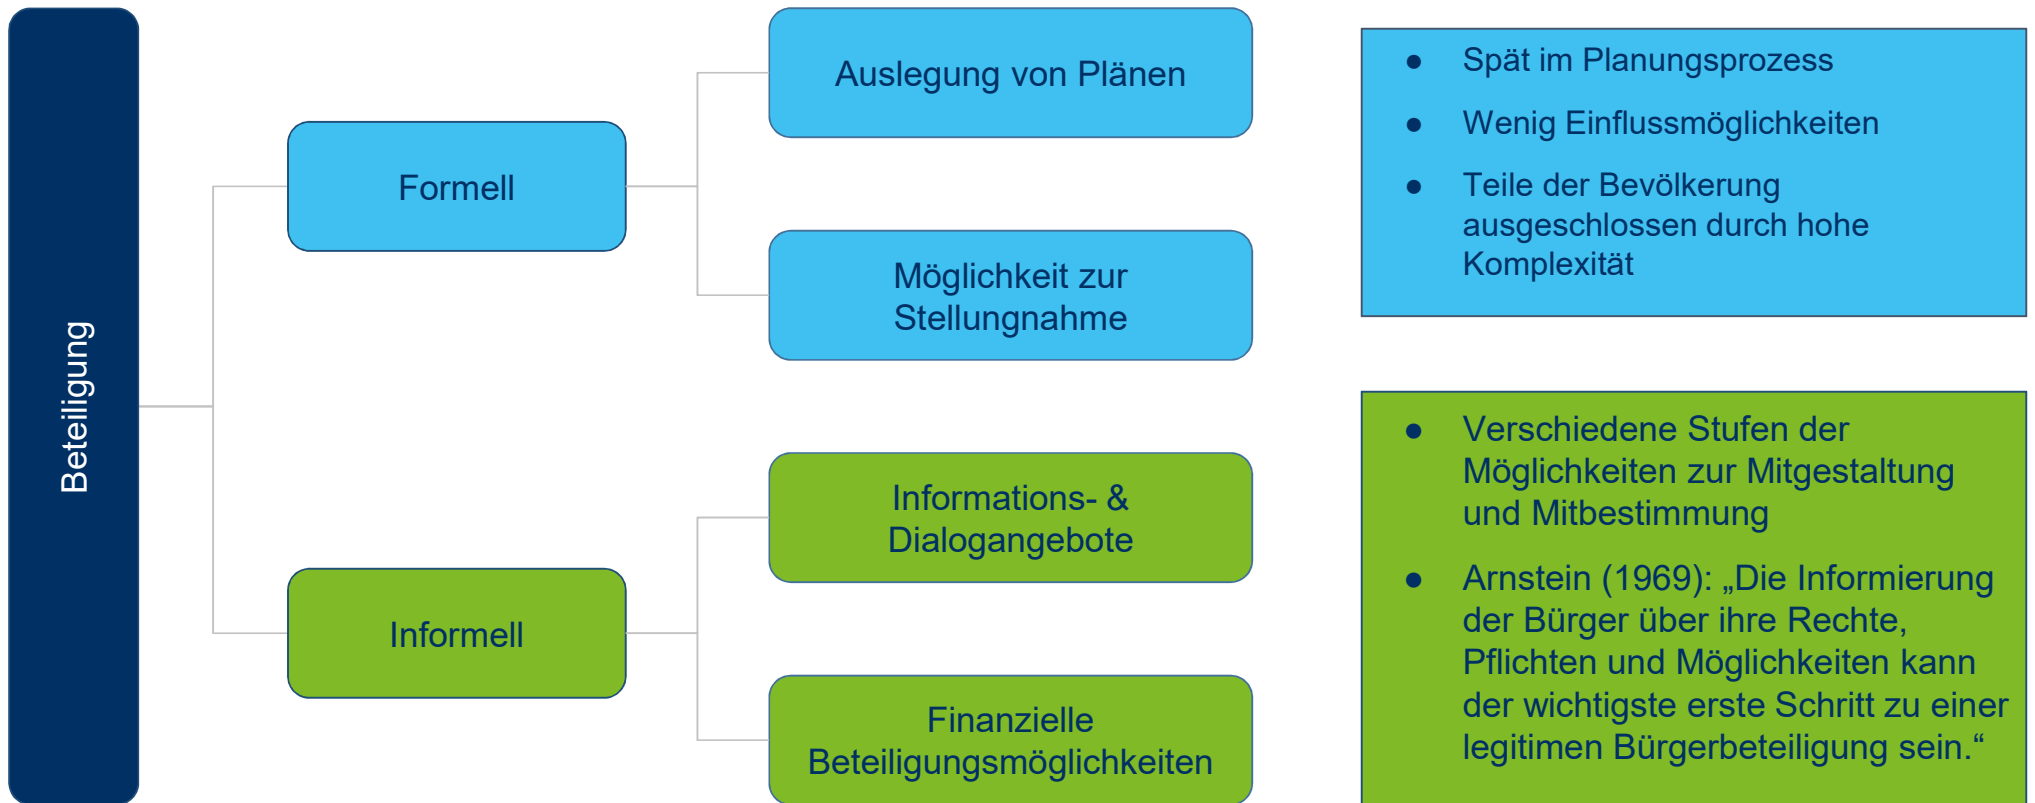 Beteiligung
Formell
Auslegung von Plänen
Möglichkeit zur
Stellungnahme
Informell
Informations- &
Dialogangebote
Finanzielle
Beteiligungsmöglichkeiten
● Spät im Planungsprozess
● Wenig Einflussmöglichkeiten
● Teile der Bevölkerung
ausgeschlossen durch hohe
Komplexität
● Verschiedene Stufen der
Möglichkeiten zur Mitgestaltung
und Mitbestimmung
● Arnstein (1969): „Die Informierung
der Bürger über ihre Rechte,
Pflichten und Möglichkeiten kann
der wichtigste erste Schritt zu einer
legitimen Bürgerbeteiligung sein.“